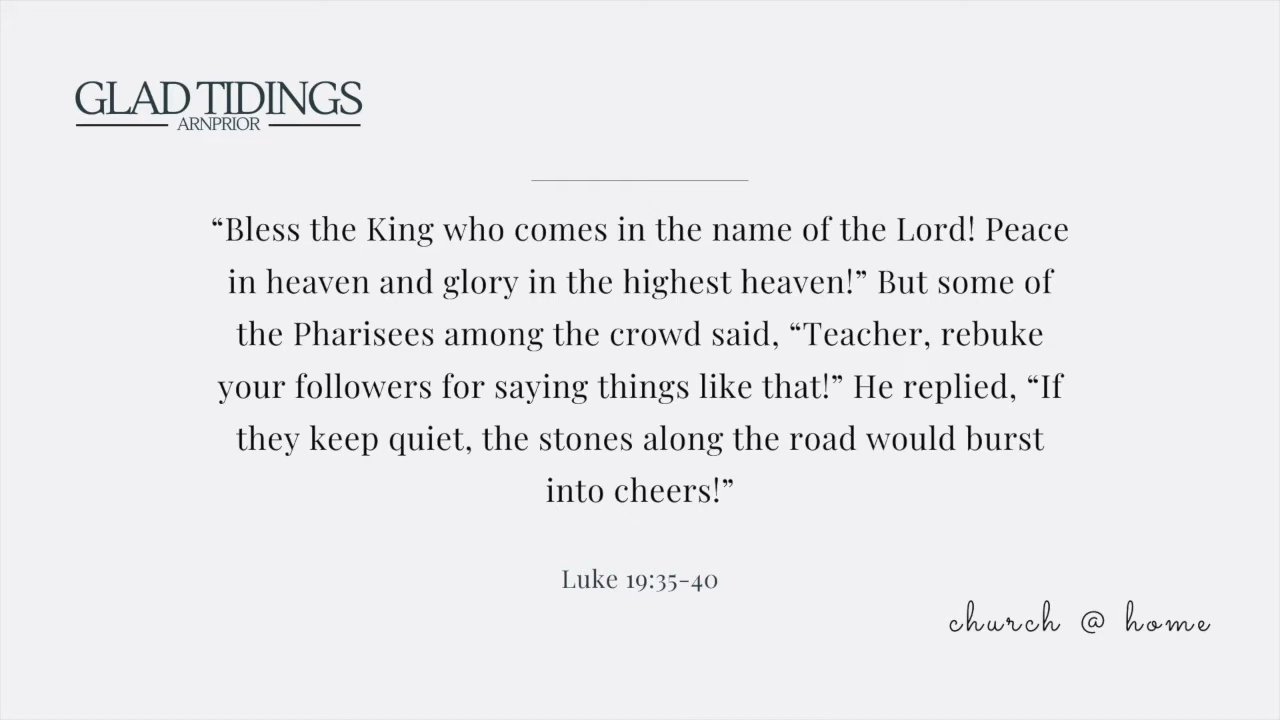 GLAD TIDINGS
ARNPRIOR
“Bless the King who comes in the name of the Lord! Peace
in heaven and glory in the highest heaven!” But some of
the Pharisees among the crowd said, “Teacher, rebuke
your followers for saying things like that!” He replied, “If
they keep quiet, the stones along the road would burst
into cheers!”
Luke 19:35-40
church @ home